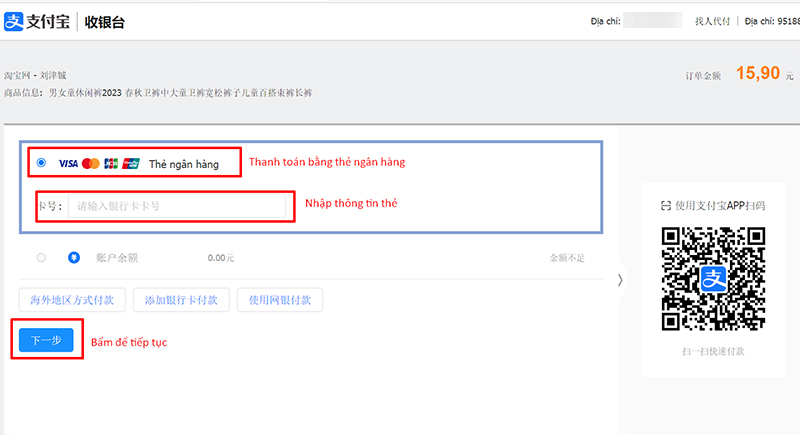 支付宝 | 收银台
Địa chỉ:
找人代付 | Địa chỉ: 95188
淘宝网 - 刘津铖
订单金额 15,90 元
商品信息: 男女童休闲裤2023 春秋卫裤中大童卫裤宽松裤子儿童百搭束裤长裤
VISA JCB UnionPay Thẻ ngân hàng
Thanh toán bằng thẻ ngân hàng
卡号: 请输入银行卡卡号
Nhập thông tin thẻ
账户余额 0.00元 金额不足
海外地区方式付款 添加银行卡付款 使用网银付款
下一步
Bấm để tiếp tục
使用支付宝APP扫码
支
扫一扫快速付款